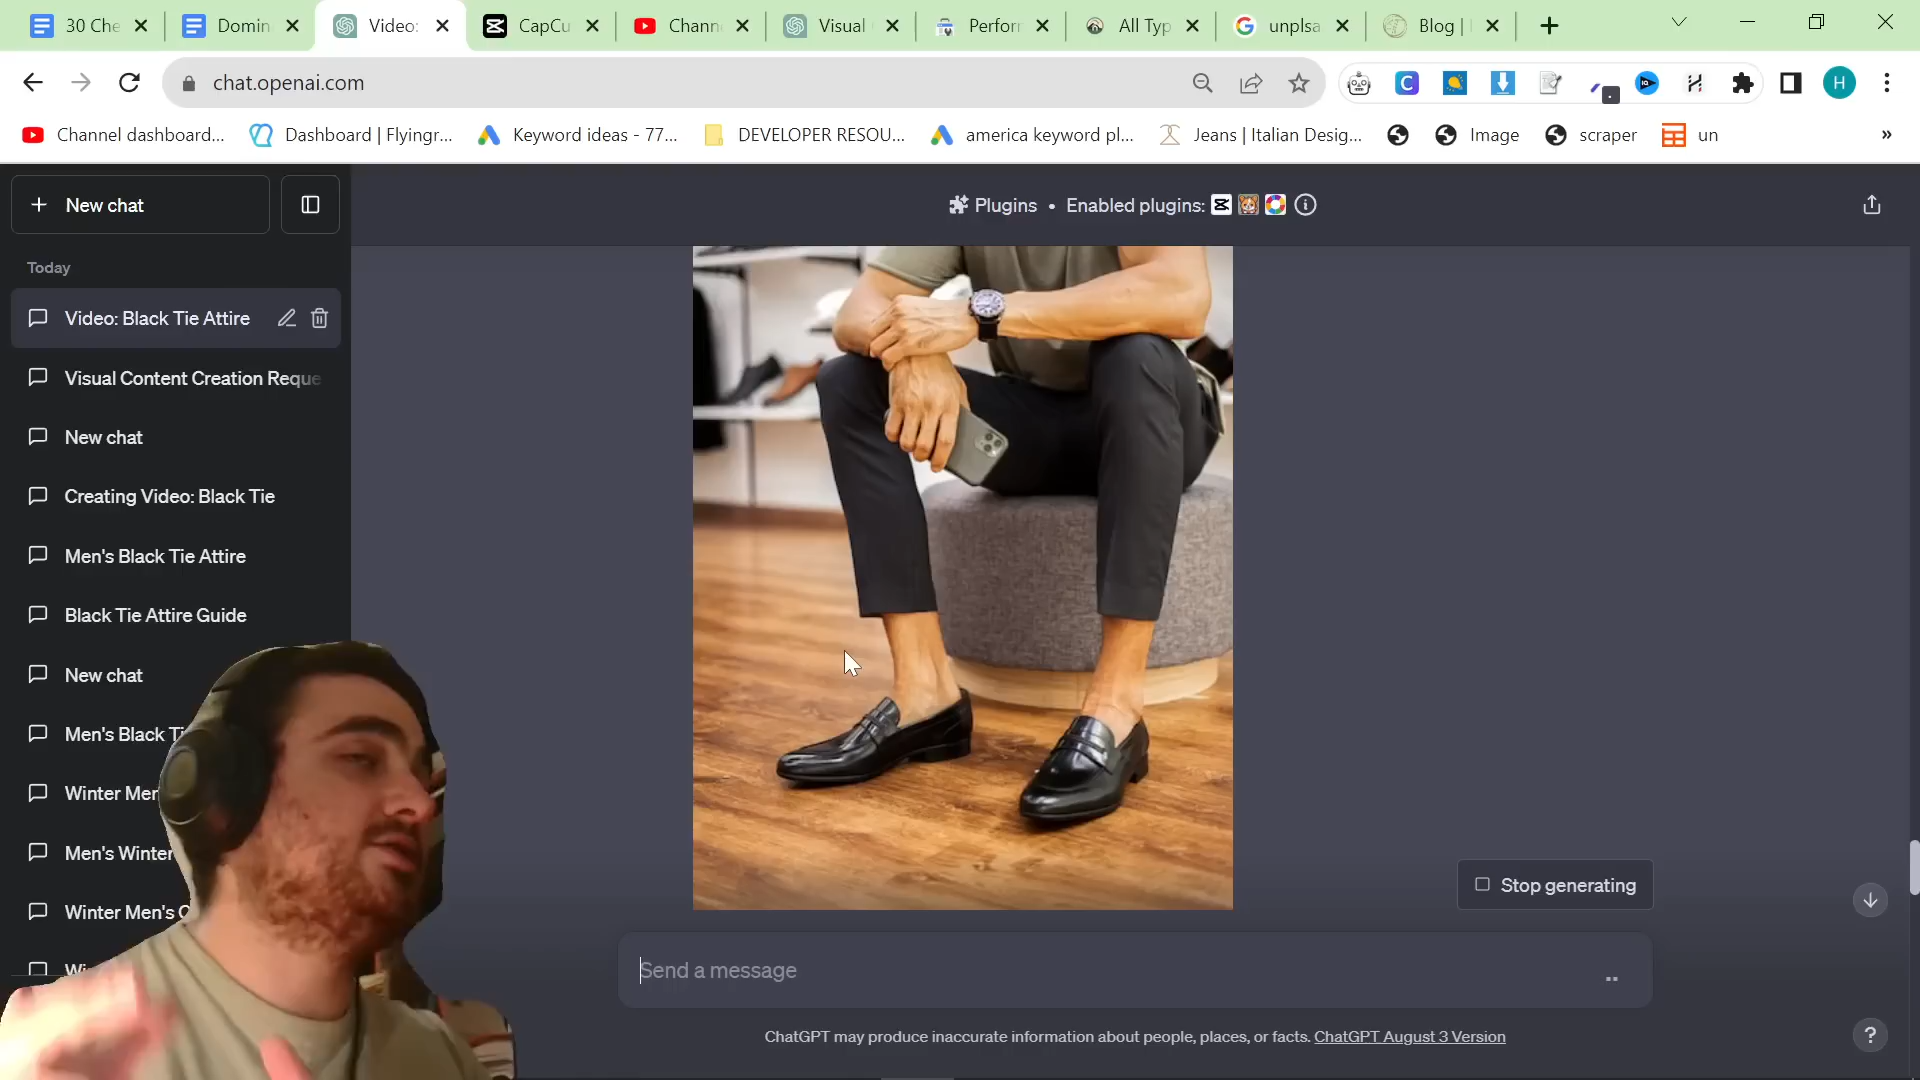 30 Che
Domin
Video:
CapCu
Chann
Visual
Perfor
All Typ
unplsa
Blog |
chat.openai.com
H
Channel dashboard...
Dashboard | Flyingr...
Keyword ideas - 77...
DEVELOPER RESOU...
america keyword pl...
Jeans | Italian Desig...
Image
scraper
un
»
New chat
Plugins • Enabled plugins:
Today
Video: Black Tie Attire
Visual Content Creation Reque
New chat
Creating Video: Black Tie
Men's Black Tie Attire
Black Tie Attire Guide
New chat
Men's Black Ti
Winter Mer
Men's Winter
Winter Men's C
Wi
Stop generating
Send a message
ChatGPT may produce inaccurate information about people, places, or facts. ChatGPT August 3 Version
?